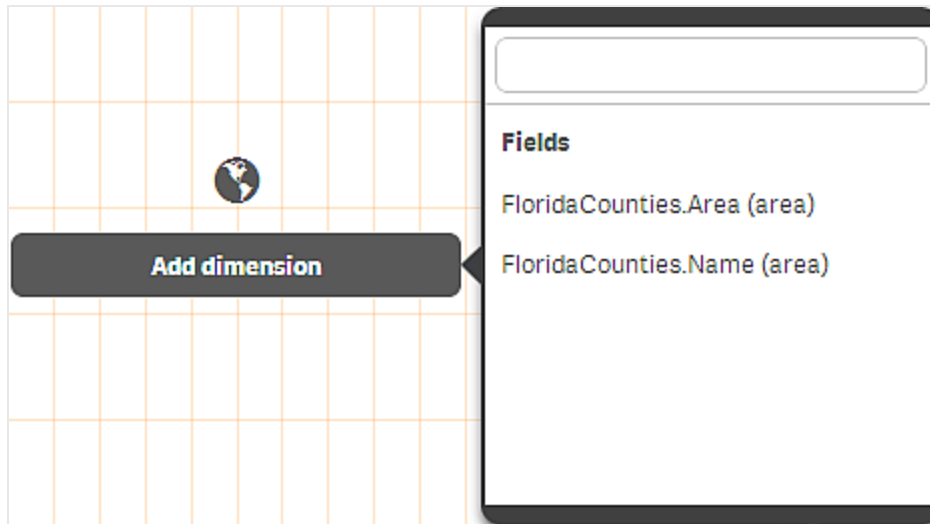 Fields
FloridaCounties.Area (area)
Add dimension
FloridaCounties.Name (area)